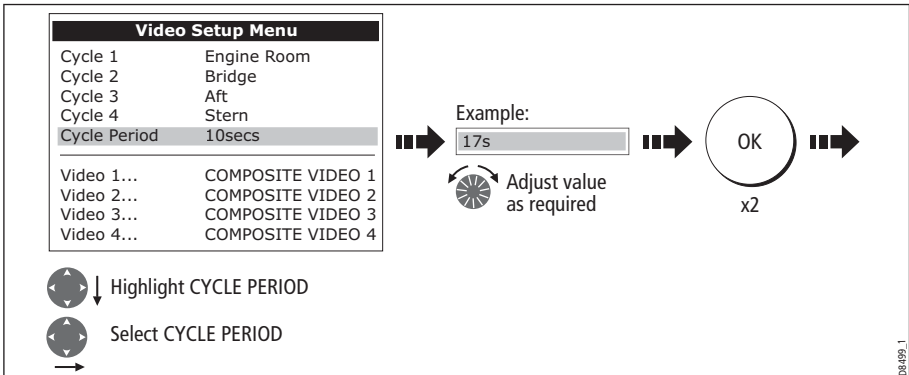 Video Setup Menu
Cycle 1 Engine Room
Cycle 2 Bridge
Cycle 3 Aft
Cycle 4 Stern
Cycle Period 10secs
Video 1... COMPOSITE VIDEO 1
Video 2... COMPOSITE VIDEO 2
Video 3... COMPOSITE VIDEO 3
Video 4... COMPOSITE VIDEO 4
Highlight CYCLE PERIOD
Select CYCLE PERIOD
Example:
17s
Adjust value
as required
OK
x2
D8499_1